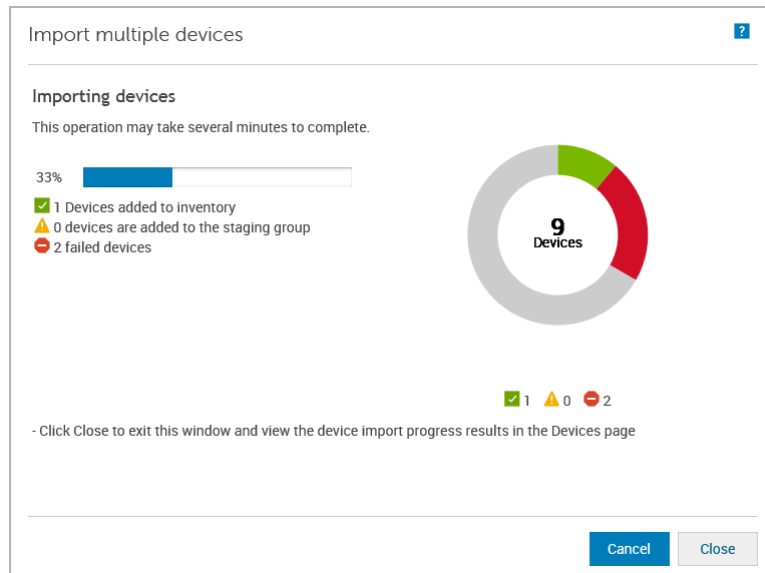 Import multiple devices
?
Importing devices
This operation may take several minutes to complete.
33%
1 Devices added to inventory
0 devices are added to the staging group
2 failed devices
9
Devices
1 0 2
- Click Close to exit this window and view the device import progress results in the Devices page
Cancel Close